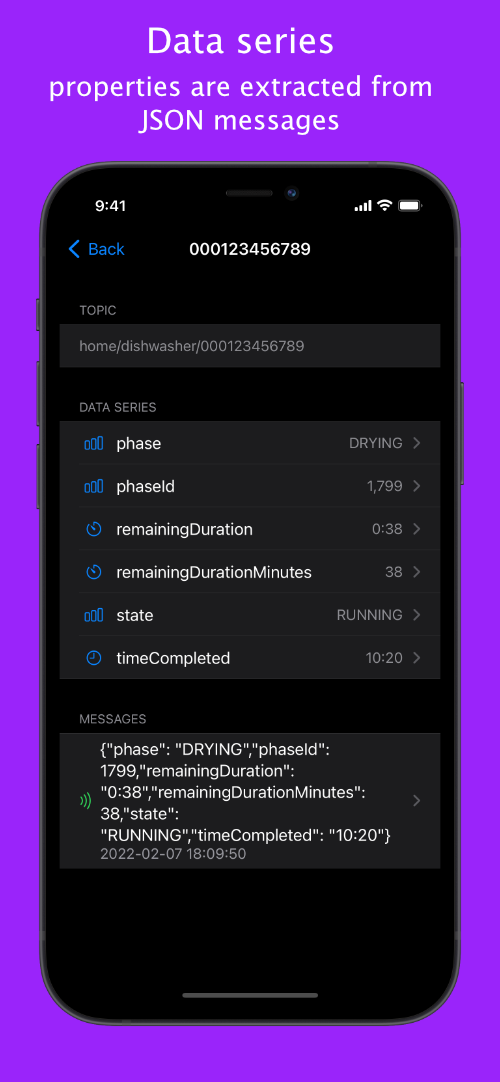 Data series
properties are extracted from
JSON messages
9:41
Back
000123456789
TOPIC
home/dishwasher/000123456789
DATA SERIES
phase DRYING
phaseId 1,799
remainingDuration 0:38
remainingDurationMinutes 38
state RUNNING
timeCompleted 10:20
MESSAGES
{"phase": "DRYING","phaseId":
1799,"remainingDuration":
"0:38","remainingDurationMinutes":
38,"state":
"RUNNING","timeCompleted": "10:20"}
2022-02-07 18:09:50